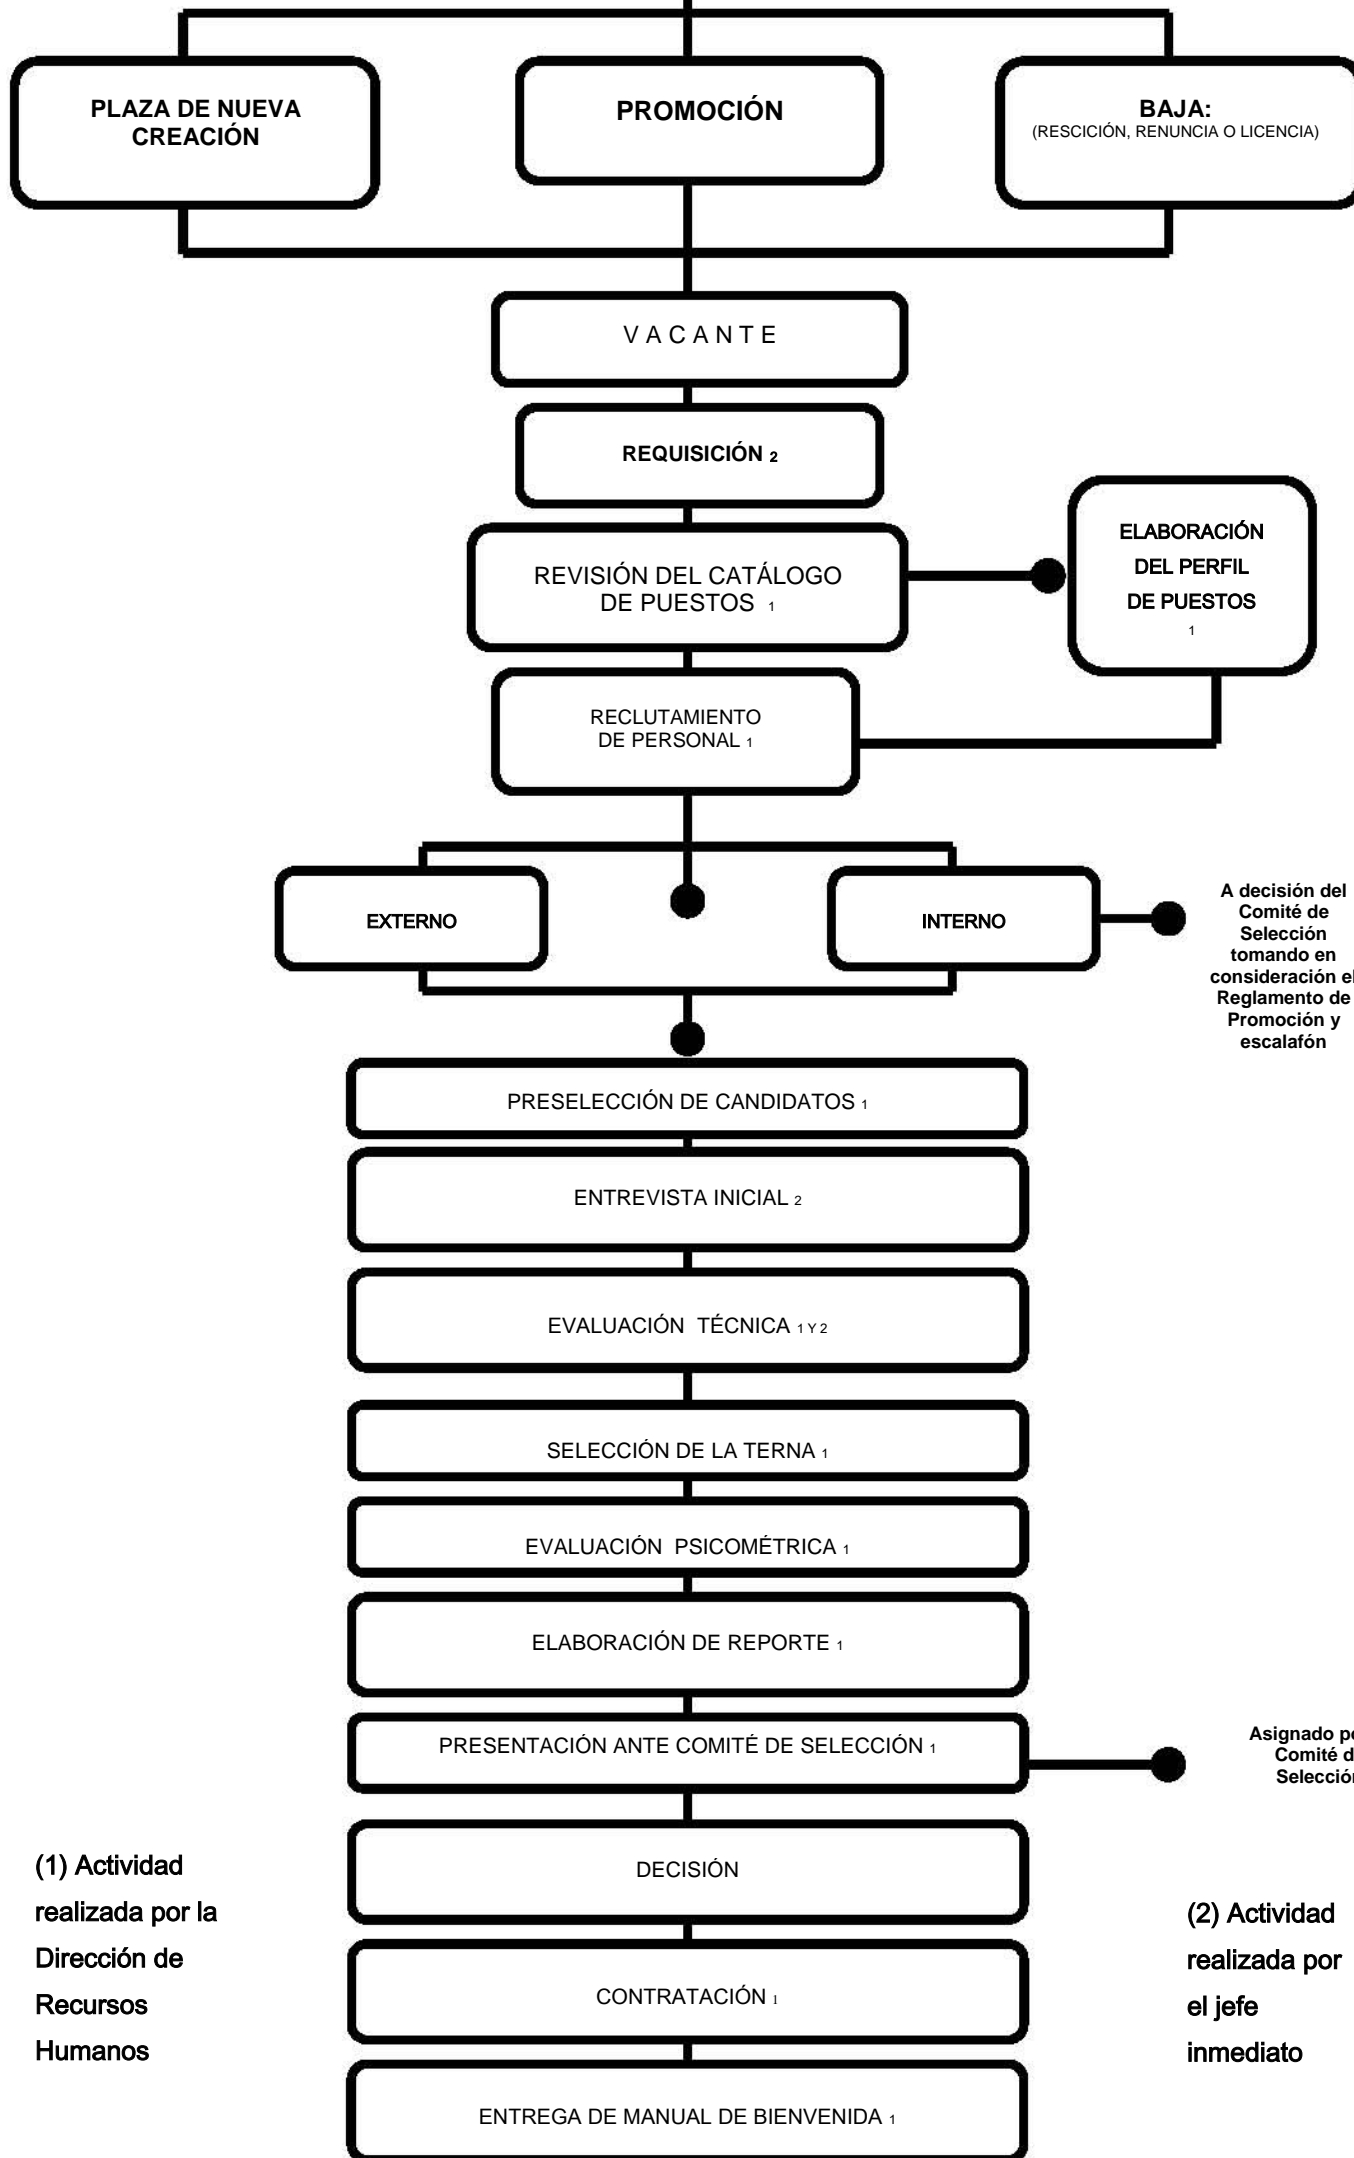 PLAZA DE NUEVA
CREACIÓN
PROMOCIÓN
BAJA:
(RESCICIÓN, RENUNCIA O LICENCIA)
V A C A N T E
REQUISICIÓN 2
REVISIÓN DEL CATÁLOGO
DE PUESTOS 1
ELABORACIÓN
DEL PERFIL
DE PUESTOS
1
RECLUTAMIENTO
DE PERSONAL 1
EXTERNO
INTERNO
A decisión del
Comité de
Selección
tomando en
consideración el
Reglamento de
Promoción y
escalafón
PRESELECCIÓN DE CANDIDATOS 1
ENTREVISTA INICIAL 2
EVALUACIÓN TÉCNICA 1 Y 2
SELECCIÓN DE LA TERNA 1
EVALUACIÓN PSICOMÉTRICA 1
ELABORACIÓN DE REPORTE 1
PRESENTACIÓN ANTE COMITÉ DE SELECCIÓN 1
Asignado
Comité
Selección
DECISIÓN
(1) Actividad
realizada por la
Dirección de
Recursos
Humanos
(2) Actividad
realizada por
el jefe
inmediato
CONTRATACIÓN 1
ENTREGA DE MANUAL DE BIENVENIDA 1